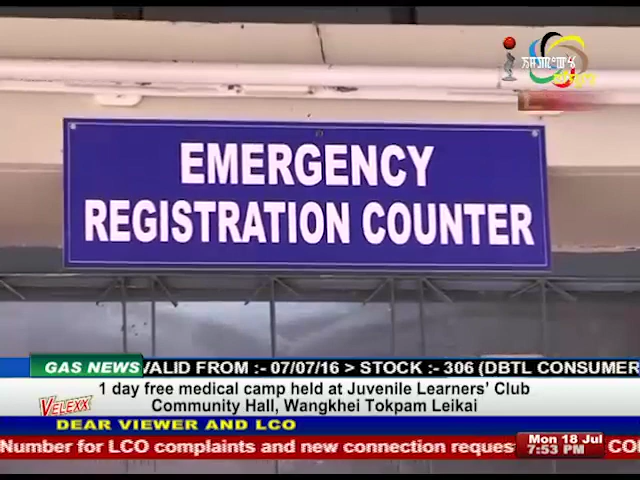 EMERGENCY
REGISTRATION COUNTER
GAS NEWS
VALID FROM :- 07/07/16 > STOCK :- 306 (DBTL CONSUMER
VELEXX
1 day free medical camp held at Juvenile Learners' Club
Community Hall, Wangkhei Tokpam Leikai
DEAR VIEWER AND LCO
Number for LCO complaints and new connection reques
Mon 18 Jul
7:53 PM
CO